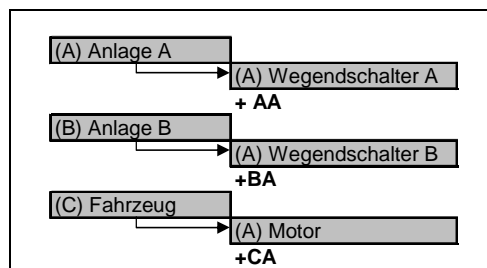 (A) Anlage A
(A) Wegendschalter A
+ AA
(B) Anlage B
(A) Wegendschalter B
+BA
(C) Fahrzeug
(A) Motor
+CA